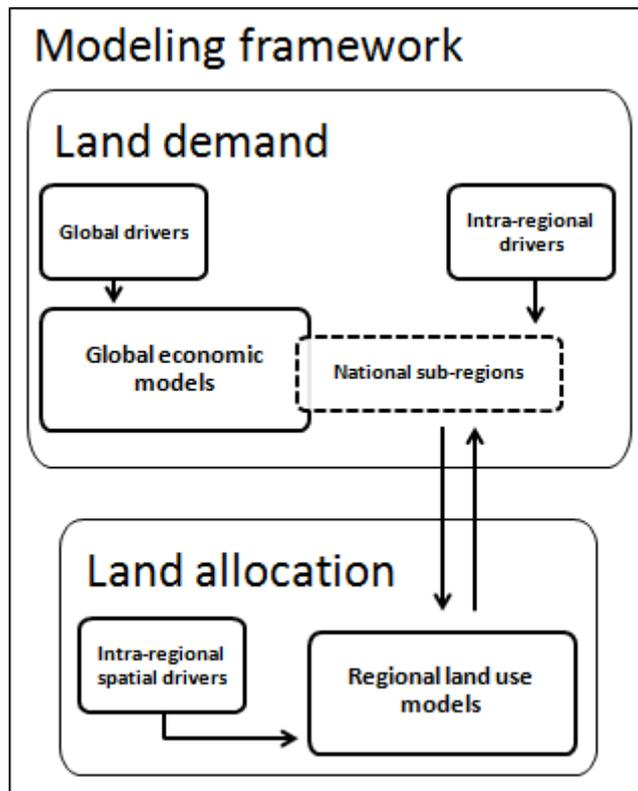 Modeling framework
Land demand
Global drivers
Intra-regional
drivers
Global economic
models
National sub-regions
Land allocation
Intra-regional
spatial drivers
Regional land use
models